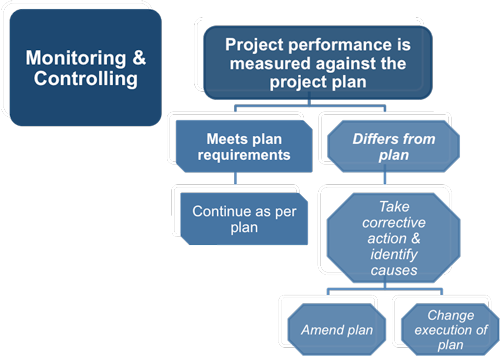 Monitoring &
Controlling
Project performance is
measured against the
project plan
Meets plan
requirements
Differs from
plan
Continue as per
plan
Take
corrective
action &
identify
causes
Amend plan
Change
execution of
plan